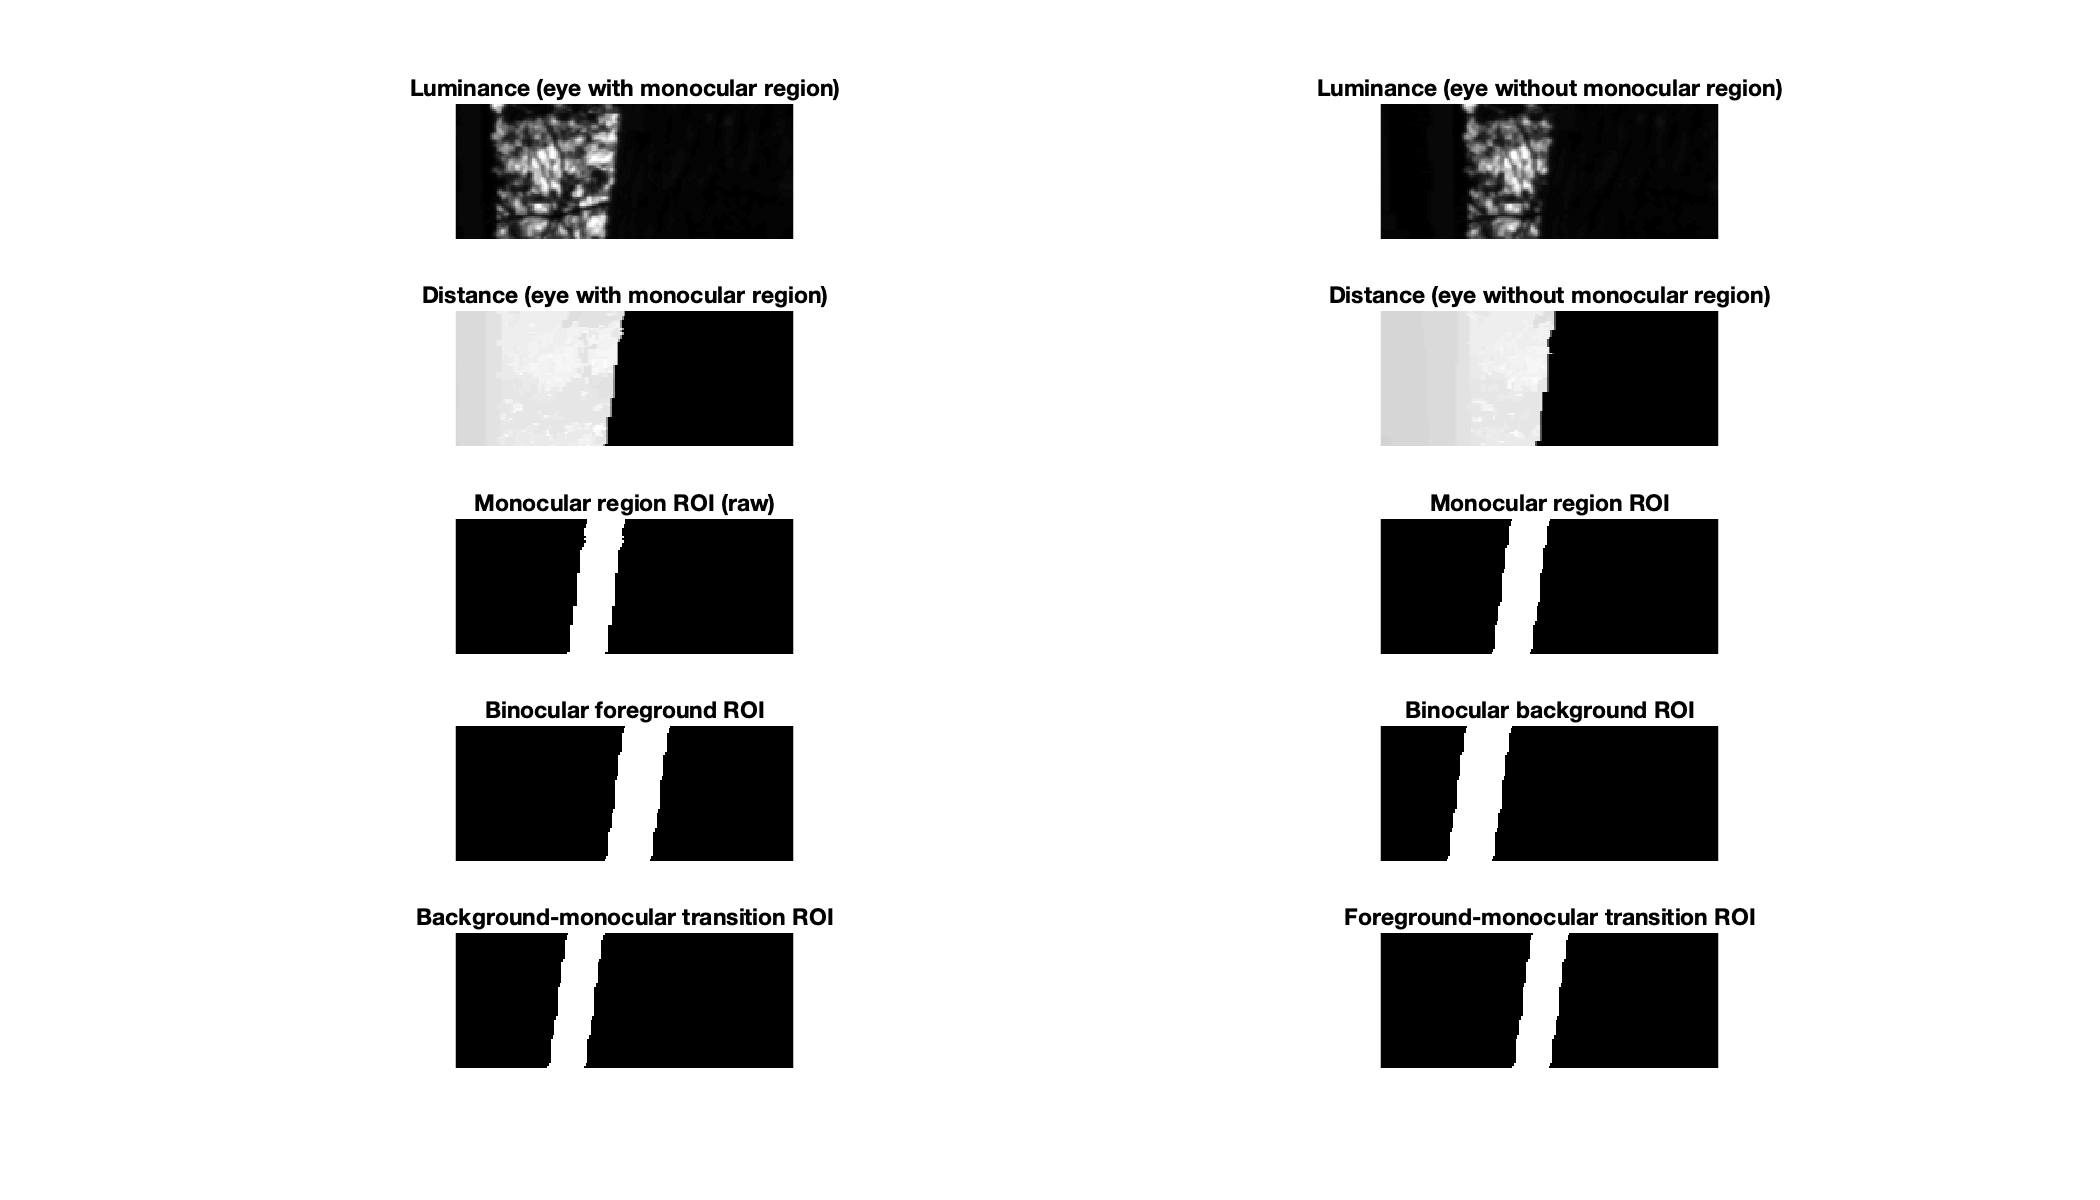 Luminance (eye with monocular region)
Luminance (eye without monocular region)
Distance (eye with monocular region)
Distance (eye without monocular region)
Monocular region ROI (raw)
Monocular region ROI
Binocular foreground ROI
Binocular background ROI
Background-monocular transition ROI
Foreground-monocular transition ROI